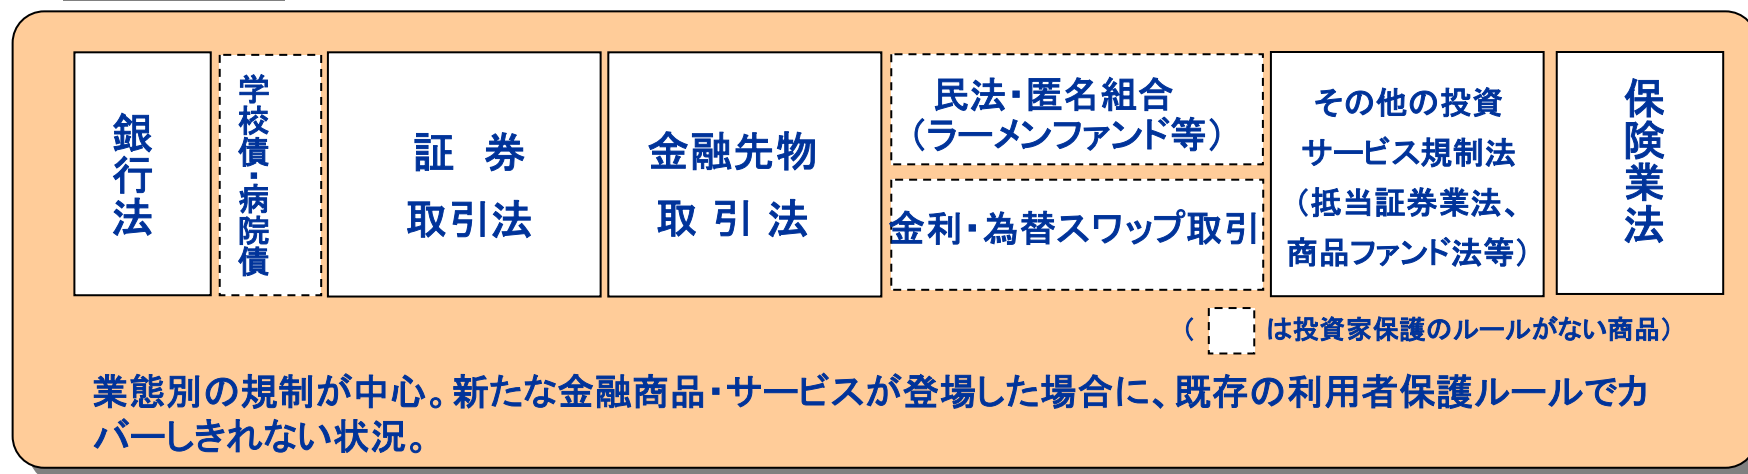 銀行法
学校債・病院債
証 券
取引法
金融先物
取 引 法
民法・匿名組合
（ラーメンファンド等）
金利・為替スワップ取引
その他の投資
サービス規制法
（抵当証券業法、
商品ファンド法等）
保険業法
（ は投資家保護のルールがない商品）
業態別の規制が中心。新たな金融商品・サービスが登場した場合に、既存の利用者保護ルールでカ
バーしきれない状況。